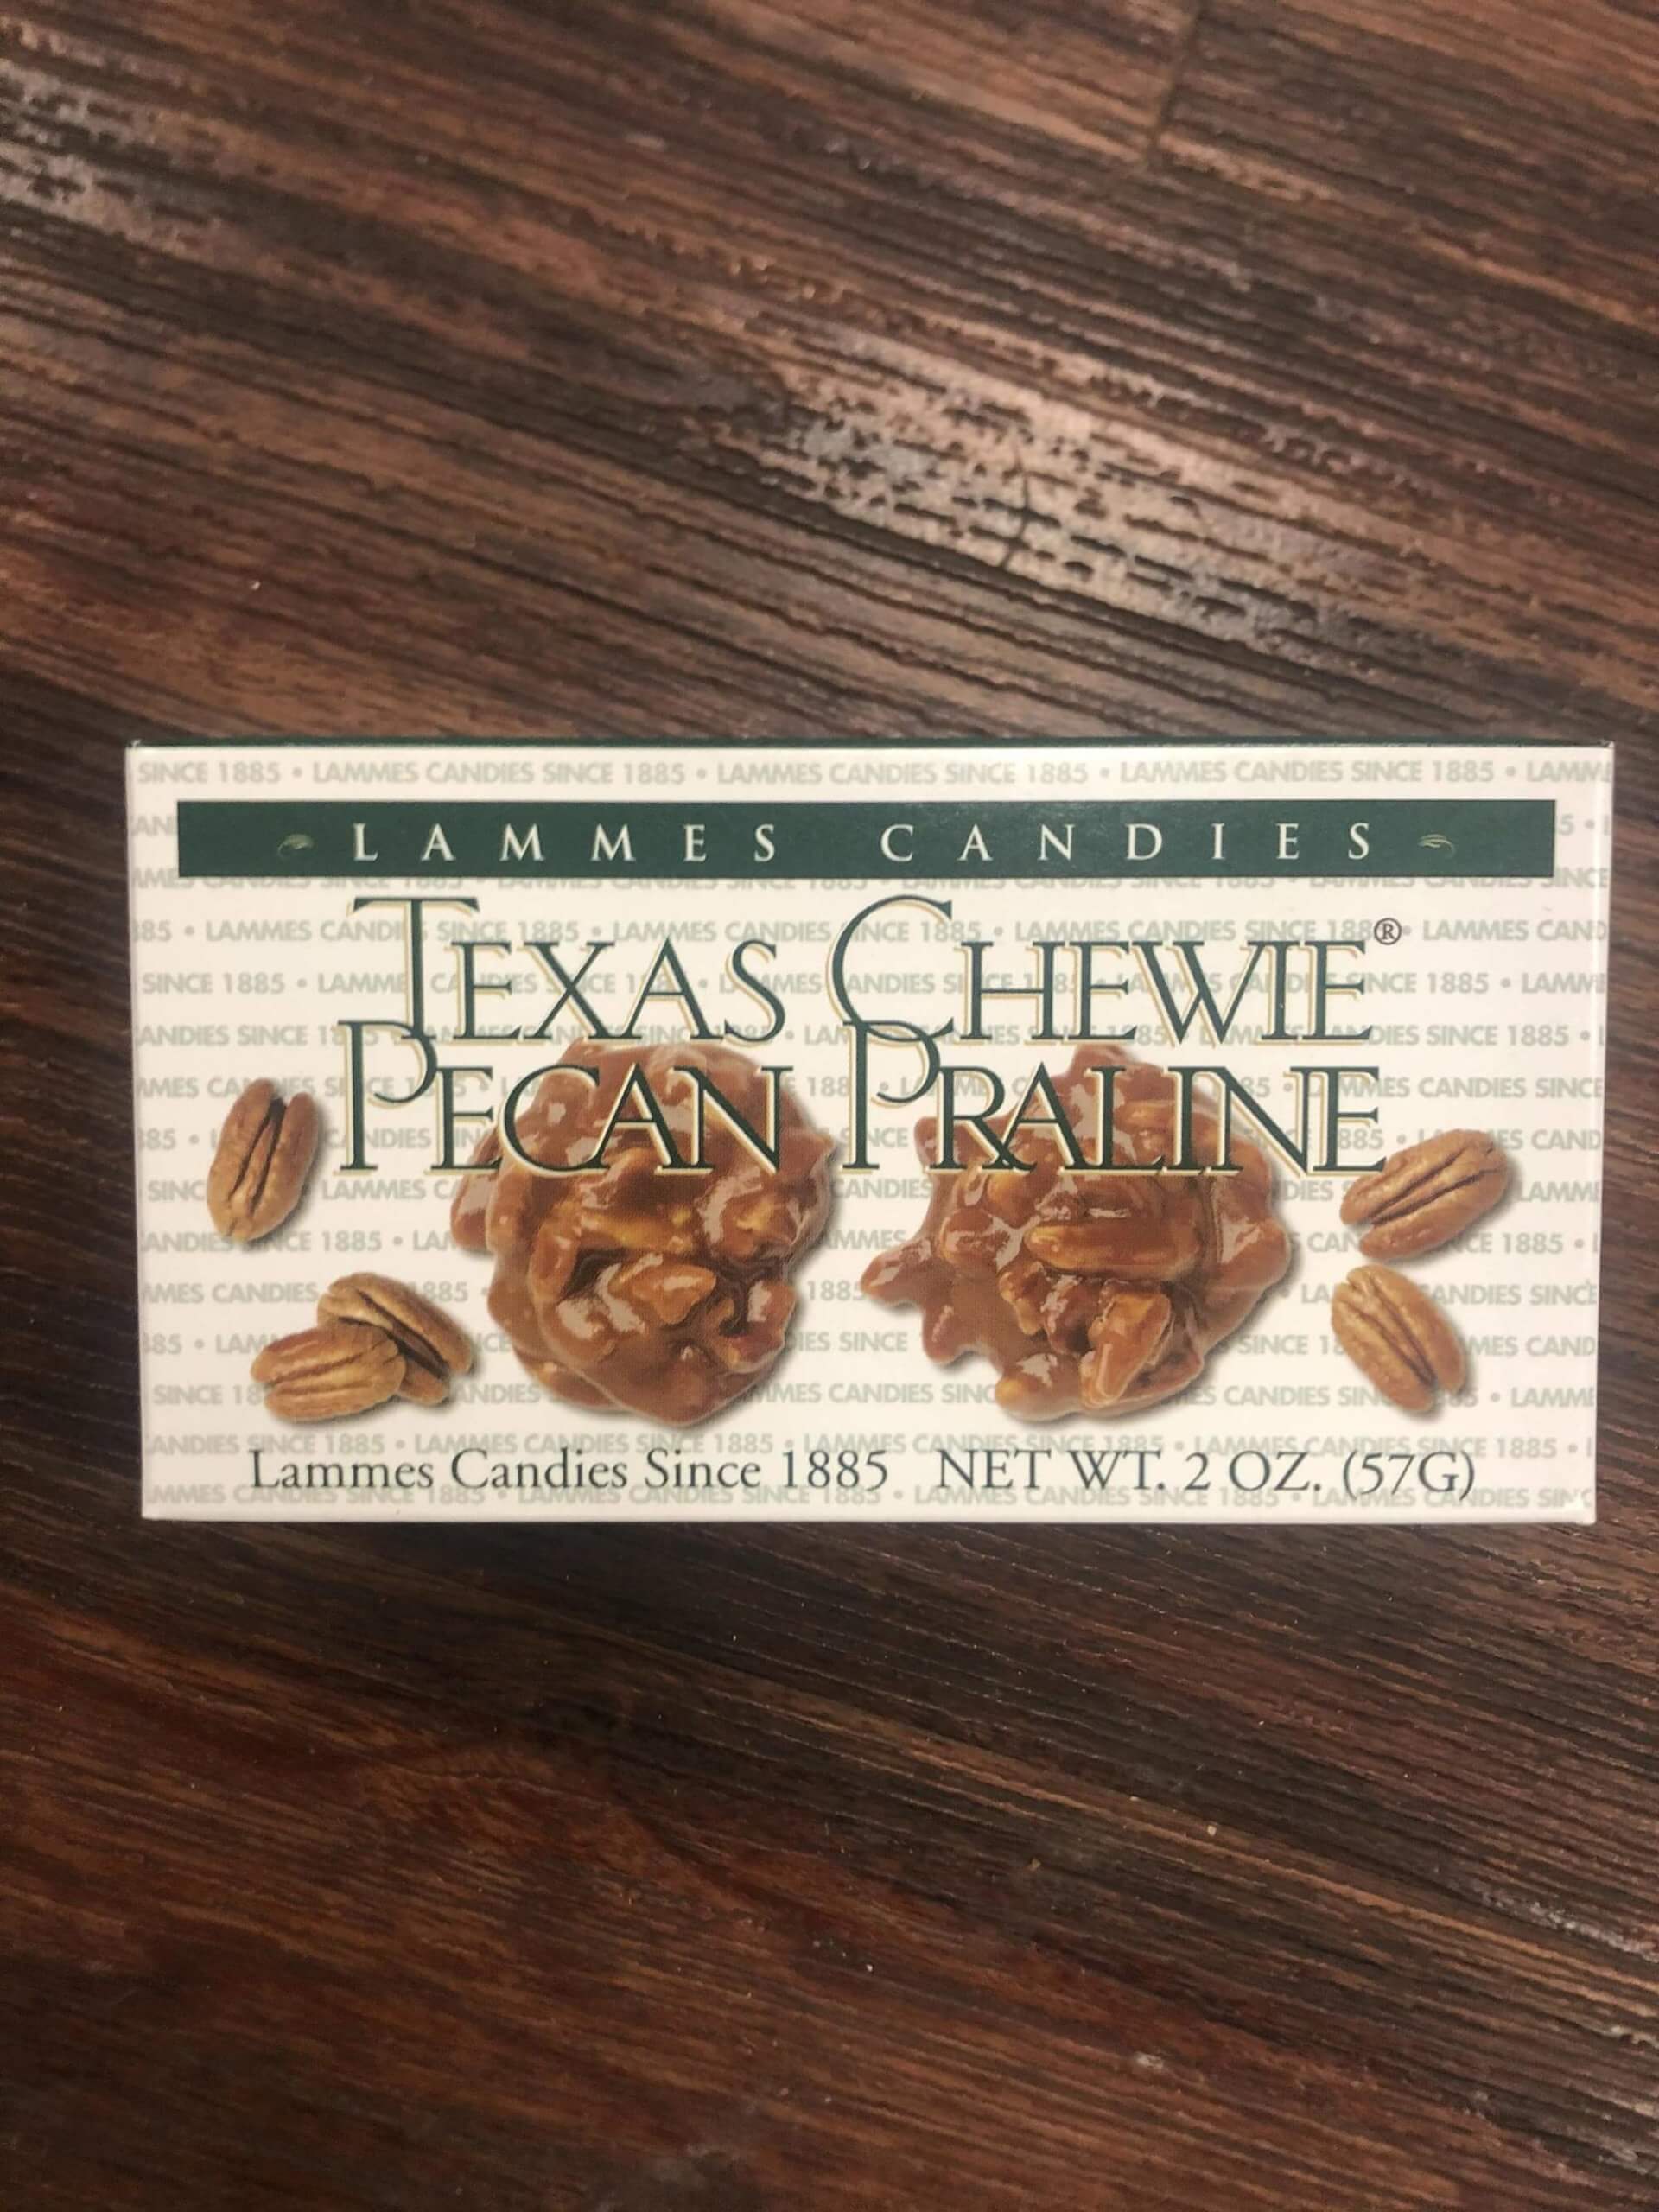 SINCE 1885 • LAMMES CANDIES SINCE 1885 • LAMMES CANDIES SINCE 1885 • LAMMES CANDIES SINCE 1885 •
LAMMES CANDIES
TEXAS CHEWIE®
PECAN PRALINE
Lammes Candies Since 1885 NET WT. 2 OZ. (57G)